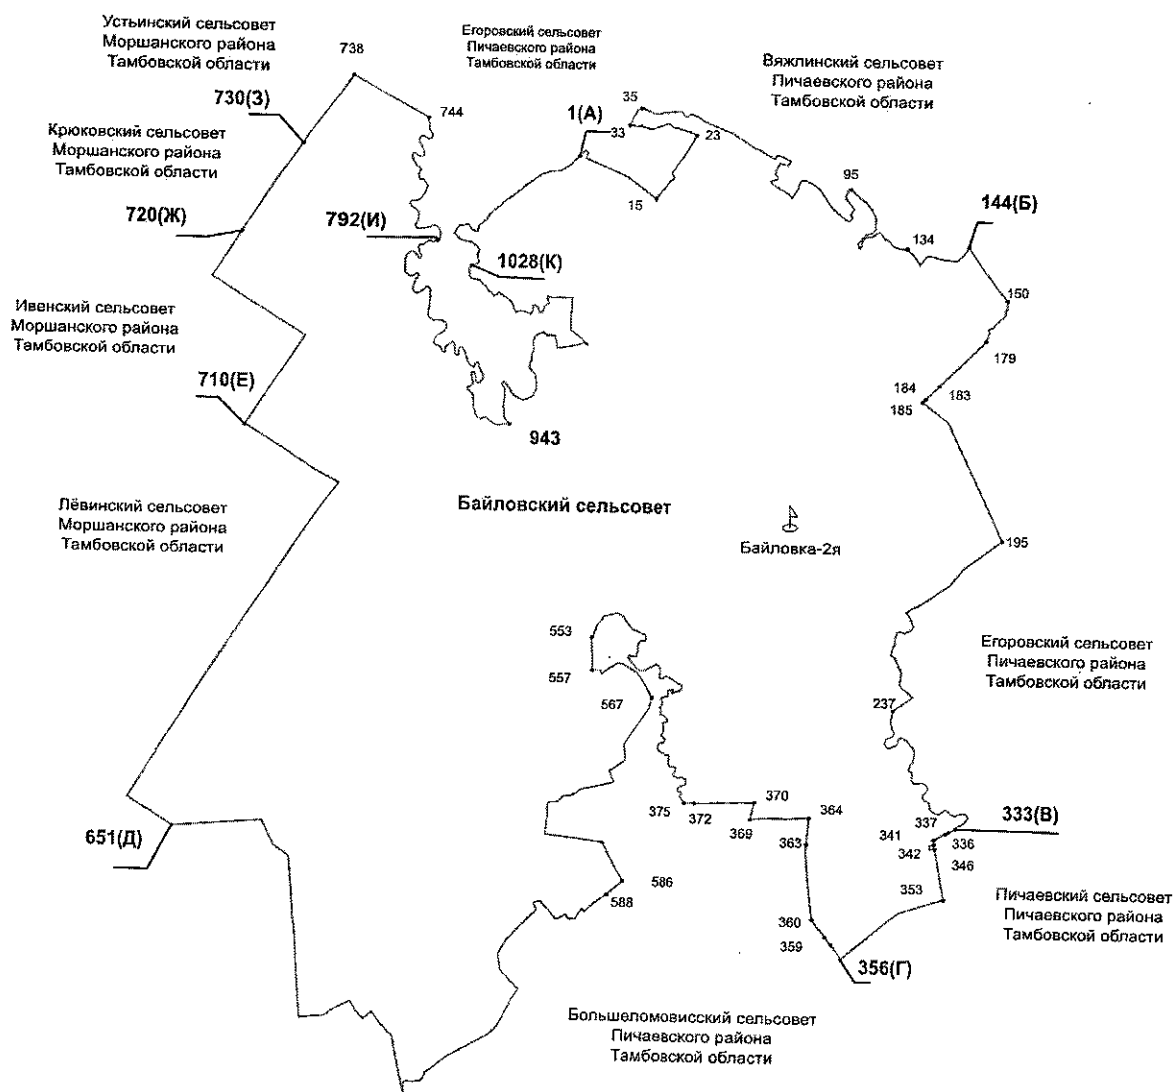 Устьинский сельсовет
Моршанского района
Тамбовской области
738
Егоровский сельсовет
Пичаевского района
Тамбовской области
Вяжлинский сельсовет
Пичаевского района
Тамбовской области
730(З)
744
1(А)
33
35
23
Крюковский сельсовет
Моршанского района
Тамбовской области
15
95
144(Б)
720(Ж)
792(И)
134
1028(К)
150
Ивенский сельсовет
Моршанского района
Тамбовской области
179
710(Е)
184
183
185
943
Лёвинский сельсовет
Моршанского района
Тамбовской области
Байловский сельсовет
Байловка-2я
195
553
557
567
Егоровский сельсовет
Пичаевского района
Тамбовской области
237
375
372
370
369
364
363
341
337
333(В)
336
342
346
651(Д)
586
588
353
Пичаевский сельсовет
Пичаевского района
Тамбовской области
360
359
356(Г)
Большеломовисский сельсовет
Пичаевского района
Тамбовской области